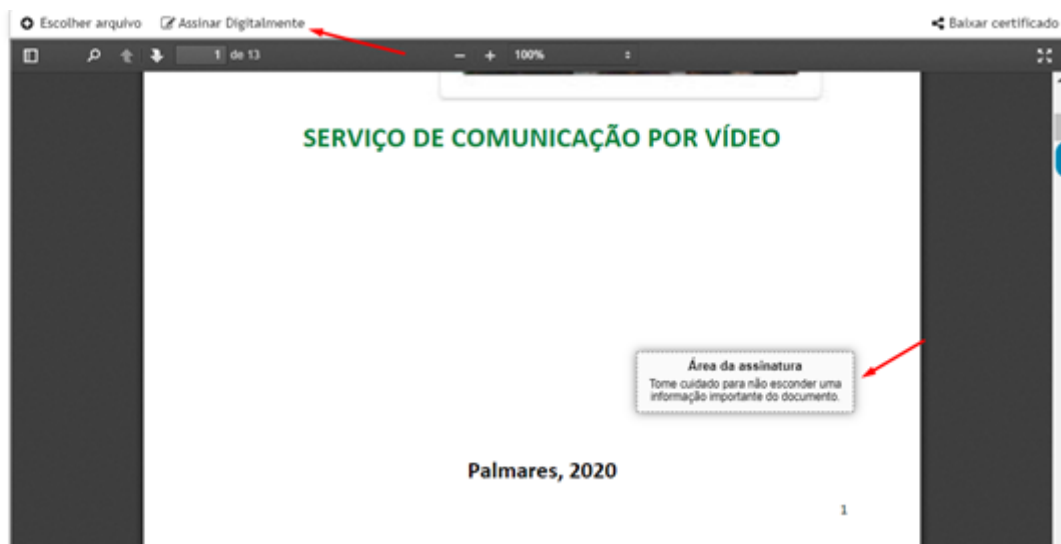 Escolher arquivo Assinar Digitalmente Baixar certificado
1 de 13 100%
SERVIÇO DE COMUNICAÇÃO POR VÍDEO
Área da assinatura
Tome cuidado para não esconder uma
informação importante do documento.
Palmares, 2020
1